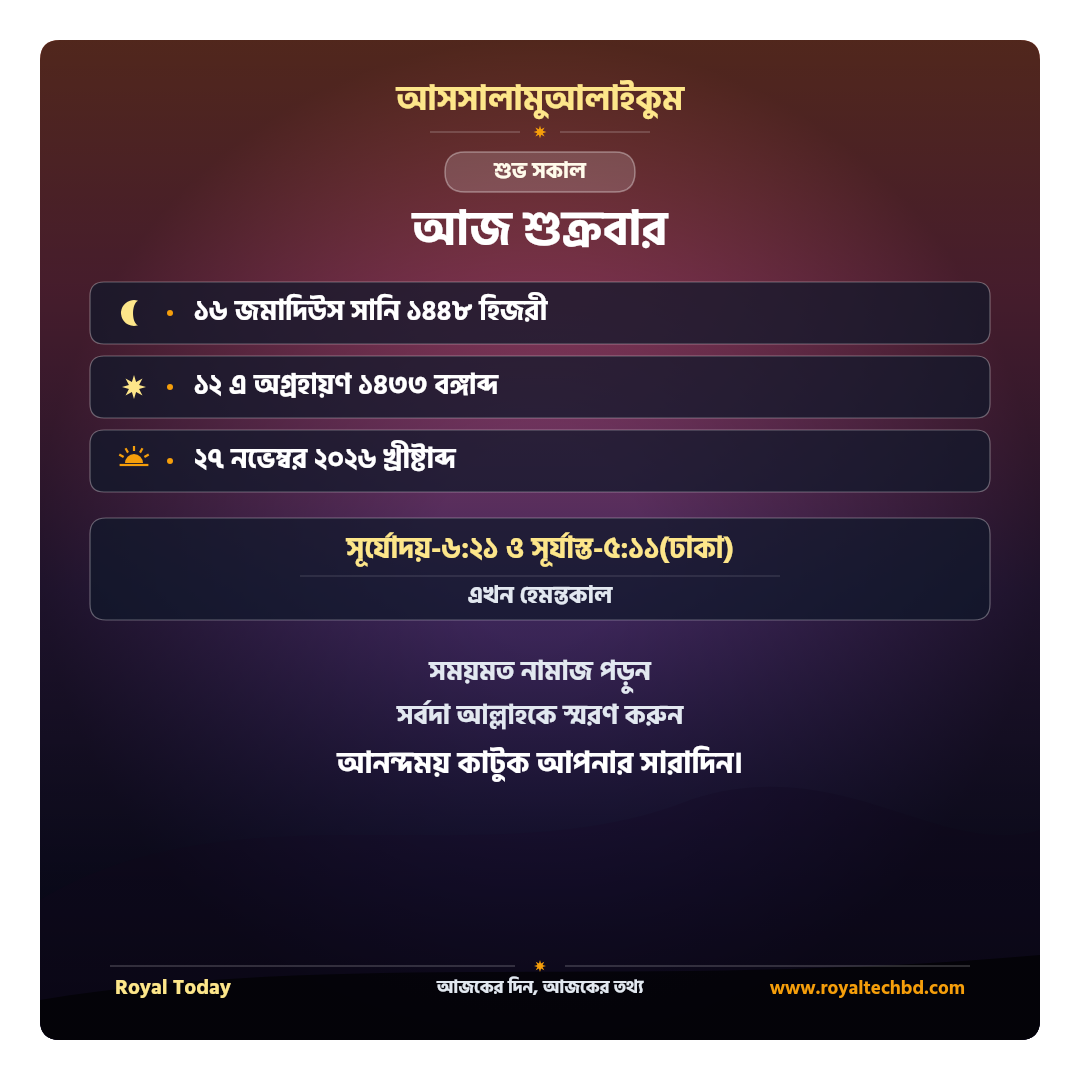 আসসালামুআলাইকুম
শুভ সকাল
আজ শুক্রবার
১৬ জমাদিউস সানি ১৪৪৮ হিজরী
১২ এ অগ্রহায়ণ ১৪৩৩ বঙ্গাব্দ
২৭ নভেম্বর ২০২৬ খ্রীষ্টাব্দ
সূর্যোদয়-৬:২১ ও সূর্যাস্ত-৫:১১(ঢাকা)
এখন হেমন্তকাল
সময়মত নামাজ পড়ুন
সর্বদা আল্লাহকে স্মরণ করুন
আনন্দময় কাটুক আপনার সারাদিন।
Royal Today
আজকের দিন, আজকের তথ্য
www.royaltechbd.com